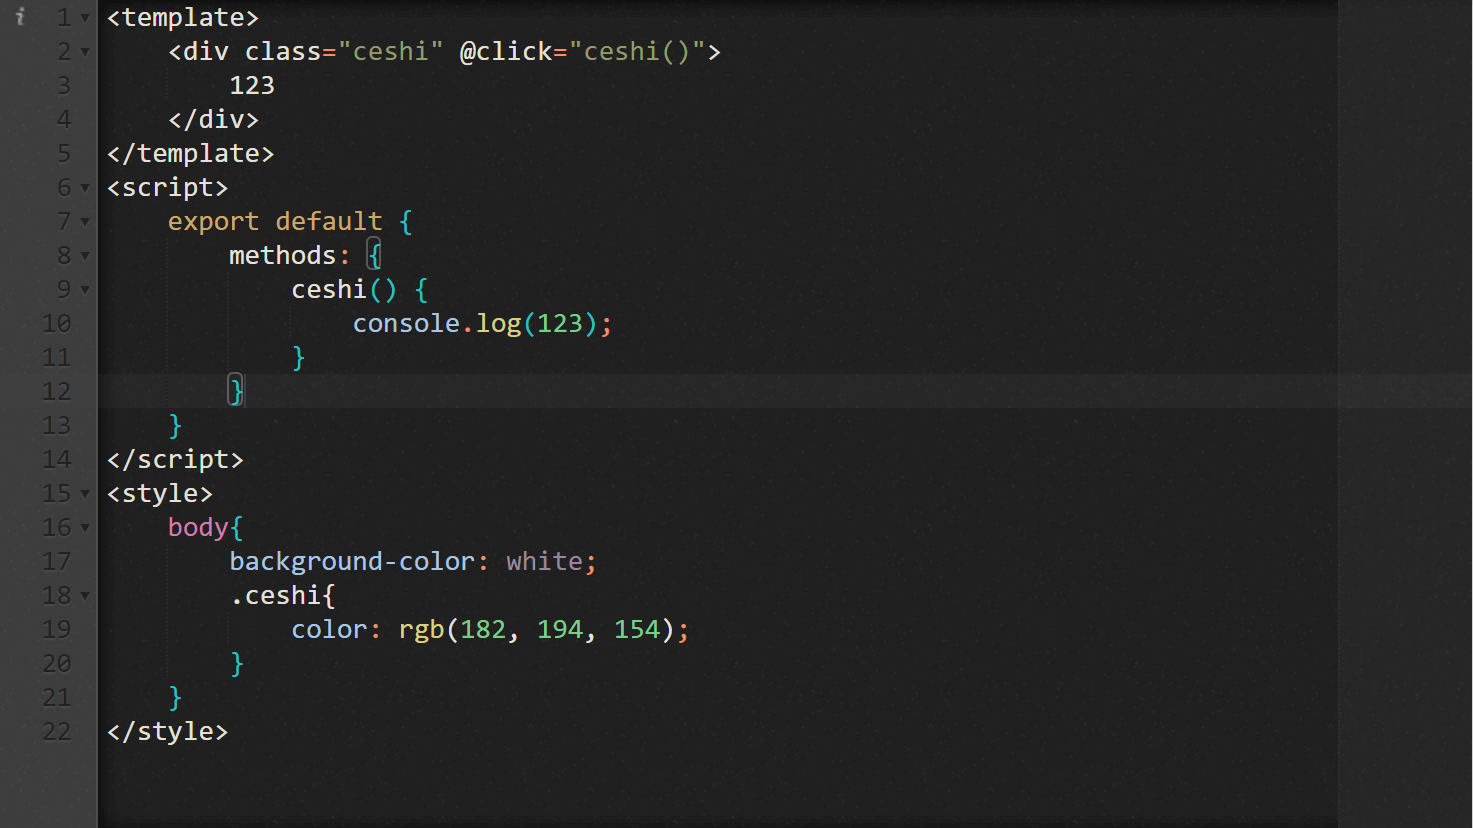 1 <template>
2     <div class="ceshi" @click="ceshi()">
3         123
4     </div>
5 </template>
6 <script>
7     export default {
8         methods: {
9             ceshi() {
10                 console.log(123);
11             }
12         }
13     }
14 </script>
15 <style>
16     body{
17         background-color: white;
18         .ceshi{
19             color: rgb(182, 194, 154);
20         }
21     }
22 </style>